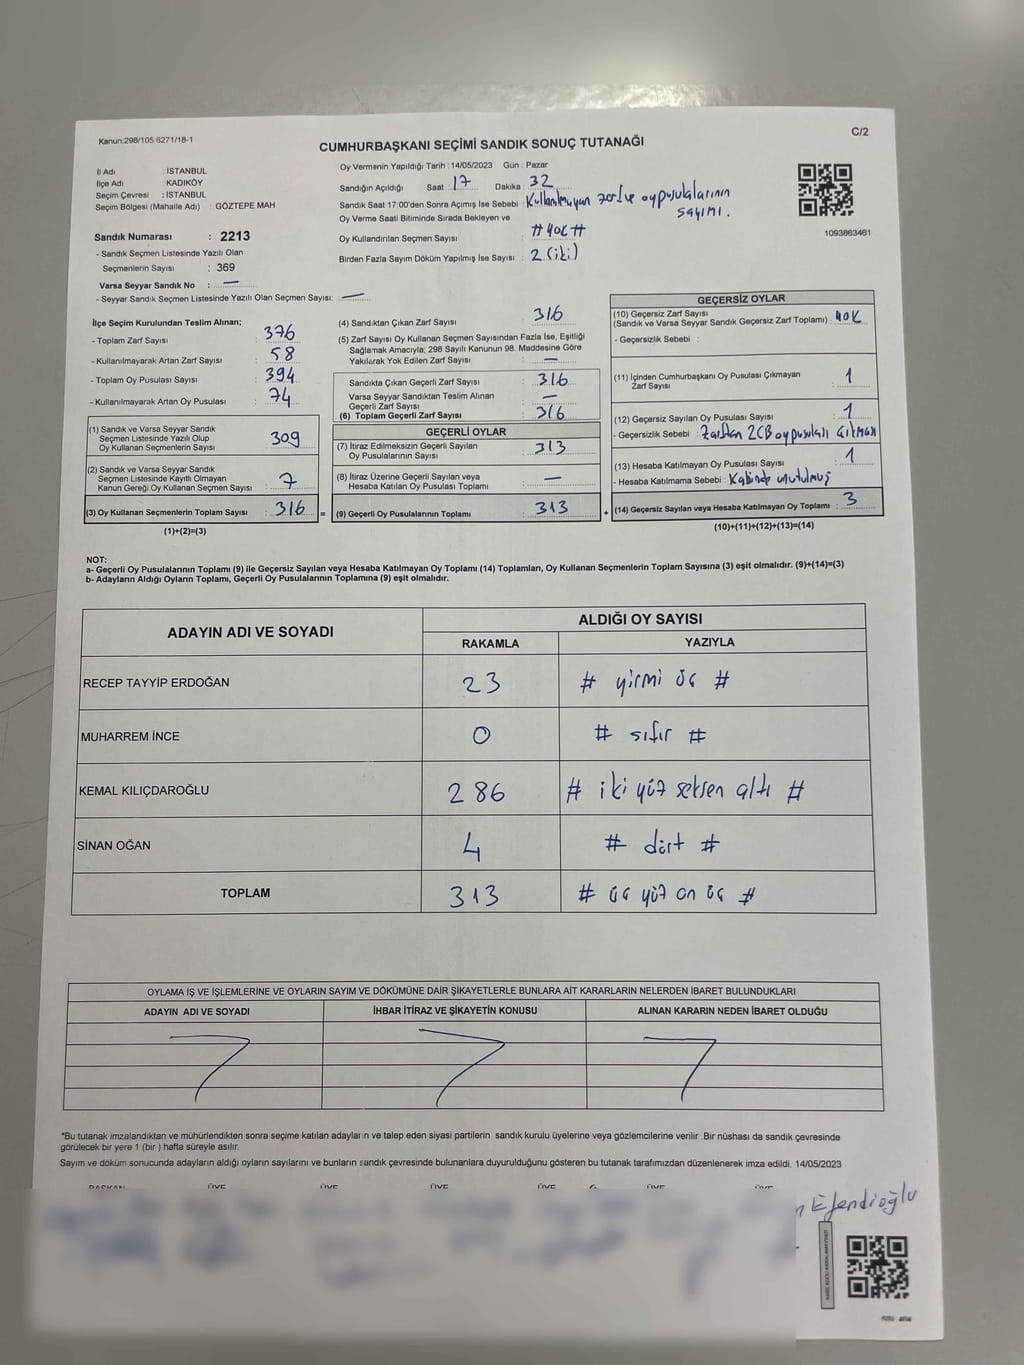 Kanun:298/105 6271/18-1
C/2
CUMHURBAŞKANI SEÇİMİ SANDIK SONUÇ TUTANAĞI
İl Adı : İSTANBUL
İlçe Adı : KADIKÖY
Seçim Çevresi : İSTANBUL
Seçim Bölgesi (Mahalle Adı) : GÖZTEPE MAH.
Sandık Numarası : 2213
- Sandık Seçmen Listesinde Yazılı Olan
Seçmenlerin Sayısı : 369
Varsa Seyyar Sandık No : —
- Seyyar Sandık Seçmen Listesinde Yazılı Olan Seçmen Sayısı: —
Oy Vermenin Yapıldığı Tarih : 14/05/2023 Gün : Pazar
Sandığın Açıldığı Saat 17 Dakika : 32
Sandık Saat 17:00'den Sonra Açılmış İse Sebebi : Kullanılmayan zarf ve oy pusulalarının
sayımı.
Oy Verme Saati Bitiminde Sırada Bekleyen ve
Oy Kullandırılan Seçmen Sayısı : # YOK #
Birden Fazla Sayım Döküm Yapılmış İse Sayısı : 2 (iki)
1093863461
İlçe Seçim Kurulundan Teslim Alınan;
- Toplam Zarf Sayısı : 376
- Kullanılmayarak Artan Zarf Sayısı : 58
- Toplam Oy Pusulası Sayısı : 394
- Kullanılmayarak Artan Oy Pusulası : 74
(1) Sandık ve Varsa Seyyar Sandık
Seçmen Listesinde Yazılı Olup
Oy Kullanan Seçmenlerin Sayısı : 309
(2) Sandık ve Varsa Seyyar Sandık
Seçmen Listesinde Kayıtlı Olmayan
Kanun Gereği Oy Kullanan Seçmen Sayısı : 7
(3) Oy Kullanan Seçmenlerin Toplam Sayısı : 316 =
(1)+(2)=(3)
(4) Sandıktan Çıkan Zarf Sayısı : 316
(5) Zarf Sayısı Oy Kullanan Seçmen Sayısından Fazla İse, Eşitliği
Sağlamak Amacıyla; 298 Sayılı Kanunun 98. Maddesine Göre
Yakılarak Yok Edilen Zarf Sayısı : —
Sandıkta Çıkan Geçerli Zarf Sayısı : 316
Varsa Seyyar Sandıktan Teslim Alınan
Geçerli Zarf Sayısı : —
(6) Toplam Geçerli Zarf Sayısı : 316
GEÇERLİ OYLAR
(7) İtiraz Edilmeksizin Geçerli Sayılan
Oy Pusulalarının Sayısı : 313
(8) İtiraz Üzerine Geçerli Sayılan veya
Hesaba Katılan Oy Pusulası Toplamı : —
(9) Geçerli Oy Pusulalarının Toplamı : 313 +
GEÇERSİZ OYLAR
(10) Geçersiz Zarf Sayısı
(Sandık ve Varsa Seyyar Sandık Geçersiz Zarf Toplamı) : YOK
- Geçersizlik Sebebi :
(11) İçinden Cumhurbaşkanı Oy Pusulası Çıkmayan
Zarf Sayısı : 1
(12) Geçersiz Sayılan Oy Pusulası Sayısı : 1
- Geçersizlik Sebebi : Zarftan 2 CB oy pusulası çıkması
(13) Hesaba Katılmayan Oy Pusulası Sayısı : 1
- Hesaba Katılmama Sebebi : Kabinde unutulmuş
(14) Geçersiz Sayılan veya Hesaba Katılmayan Oy Toplamı : 3
(10)+(11)+(12)+(13)=(14)
NOT:
a- Geçerli Oy Pusulalarının Toplamı (9) ile Geçersiz Sayılan veya Hesaba Katılmayan Oy Toplamı (14) Toplamları, Oy Kullanan Seçmenlerin Toplam Sayısına (3) eşit olmalıdır. (9)+(14)=(3)
b- Adayların Aldığı Oyların Toplamı, Geçerli Oy Pusulalarının Toplamına (9) eşit olmalıdır.
ADAYIN ADI VE SOYADI ALDIĞI OY SAYISI
RAKAMLA YAZIYLA
RECEP TAYYİP ERDOĞAN 23 # yirmi üç #
MUHARREM İNCE 0 # sıfır #
KEMAL KILIÇDAROĞLU 286 # iki yüz seksen altı #
SİNAN OĞAN 4 # dört #
TOPLAM 313 # üç yüz on üç #
OYLAMA İŞ VE İŞLEMLERİNE VE OYLARIN SAYIM VE DÖKÜMÜNE DAİR ŞİKAYETLERLE BUNLARA AİT KARARLARIN NELERDEN İBARET BULUNDUKLARI
ADAYIN ADI VE SOYADI İHBAR İTİRAZ VE ŞİKAYETİN KONUSU ALINAN KARARIN NEDEN İBARET OLDUĞU
*Bu tutanak imzalandıktan ve mühürlendikten sonra seçime katılan adayların ve talep eden siyasi partilerin sandık kurulu üyelerine veya gözlemcilerine verilir .Bir nüshası da sandık çevresinde
görülecek bir yere 1 (bir ) hafta süreyle asılır.
Sayım ve döküm sonucunda adayların aldığı oyların sayılarını ve bunların sandık çevresinde bulunanlara duyurulduğunu gösteren bu tutanak tarafımızdan düzenlenerek imza edildi. 14/05/2023
BAŞKAN ÜYE ÜYE ÜYE ÜYE ÜYE ÜYE
Efendioğlu